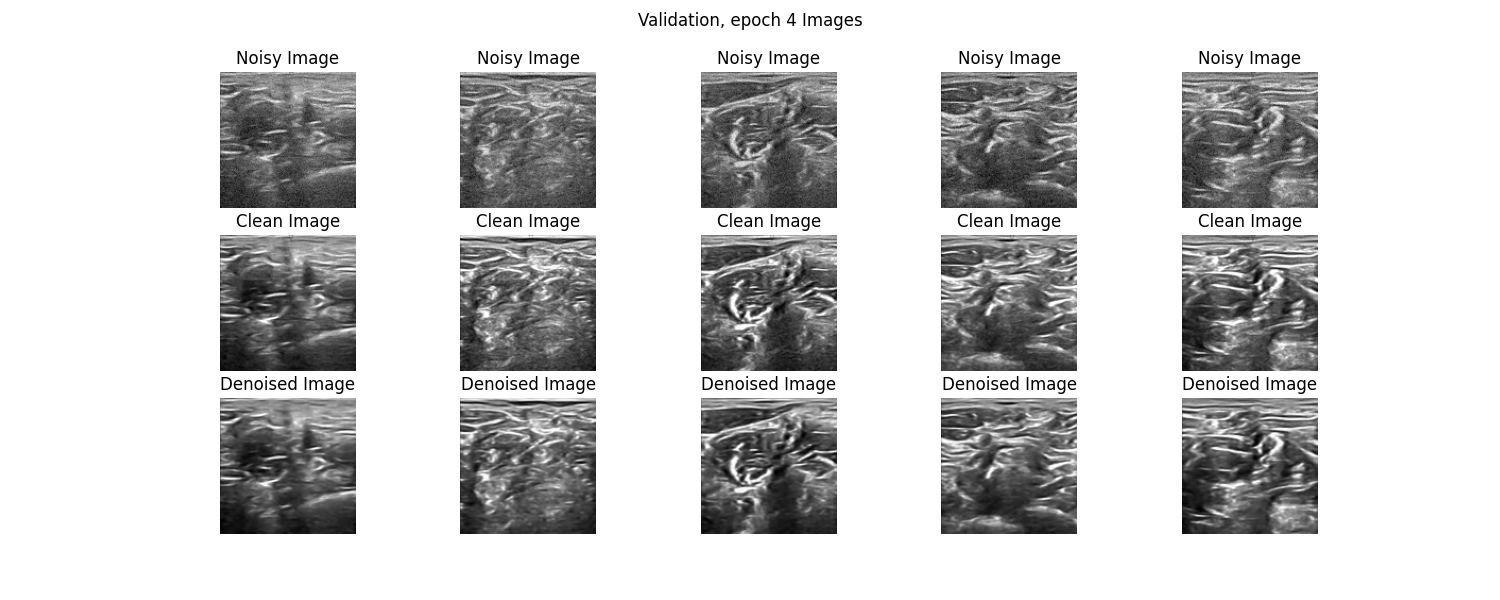 Validation, epoch 4 Images
Noisy Image Noisy Image Noisy Image Noisy Image Noisy Image
Clean Image Clean Image Clean Image Clean Image Clean Image
Denoised Image Denoised Image Denoised Image Denoised Image Denoised Image